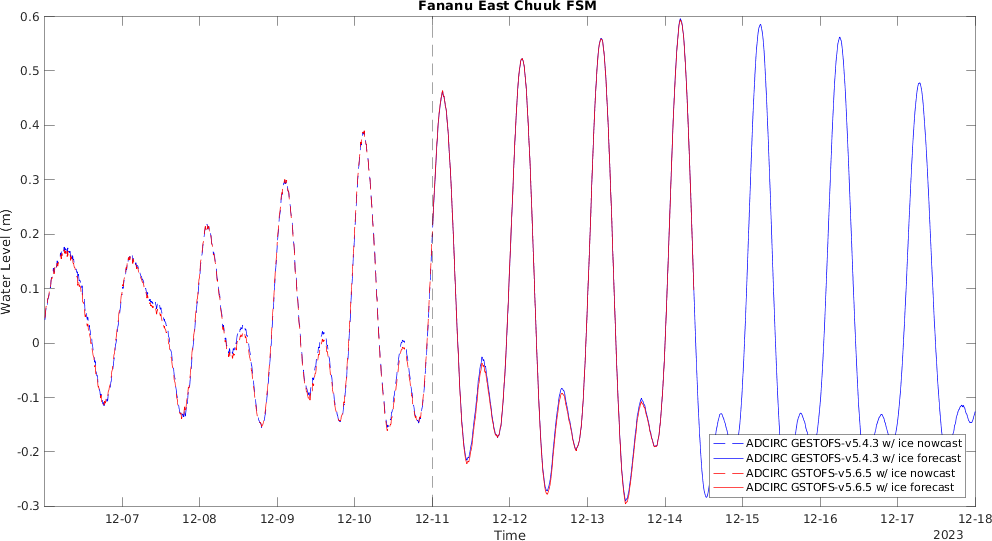 Fananu East Chuuk FSM
0.6
0.5
0.4
0.3
0.2
0.1
0
-0.1
-0.2
-0.3
Water Level (m)
12-07 12-08 12-09 12-10 12-11 12-12 12-13 12-14 12-15 12-16 12-17 12-18
Time
2023
ADCIRC GESTOFS-v5.4.3 w/ ice nowcast
ADCIRC GESTOFS-v5.4.3 w/ ice forecast
ADCIRC GSTOFS-v5.6.5 w/ ice nowcast
ADCIRC GSTOFS-v5.6.5 w/ ice forecast